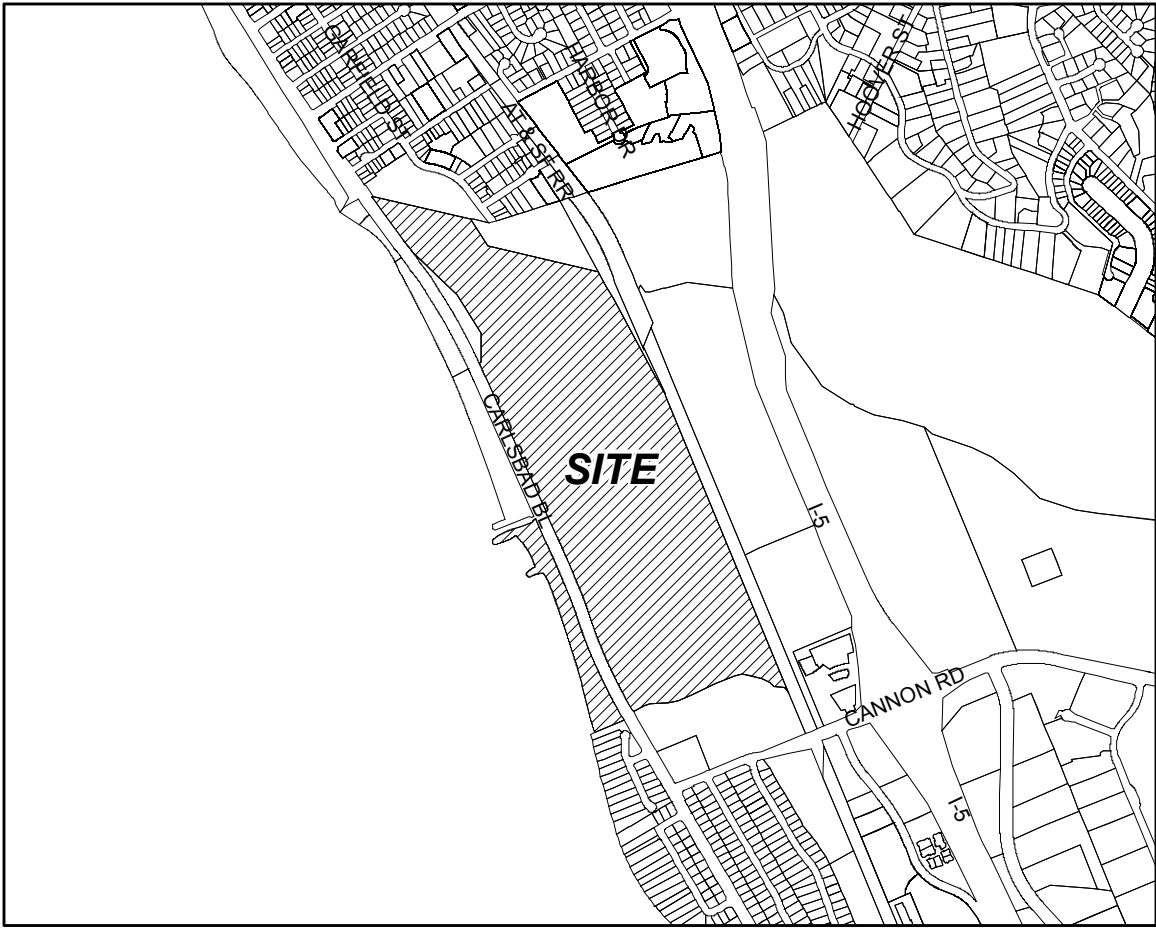 GARFIELD ST
HARBOR DR
HOOVER ST
AT & SF RR
CARLSBAD BL
SITE
I-5
CANNON RD
I-5